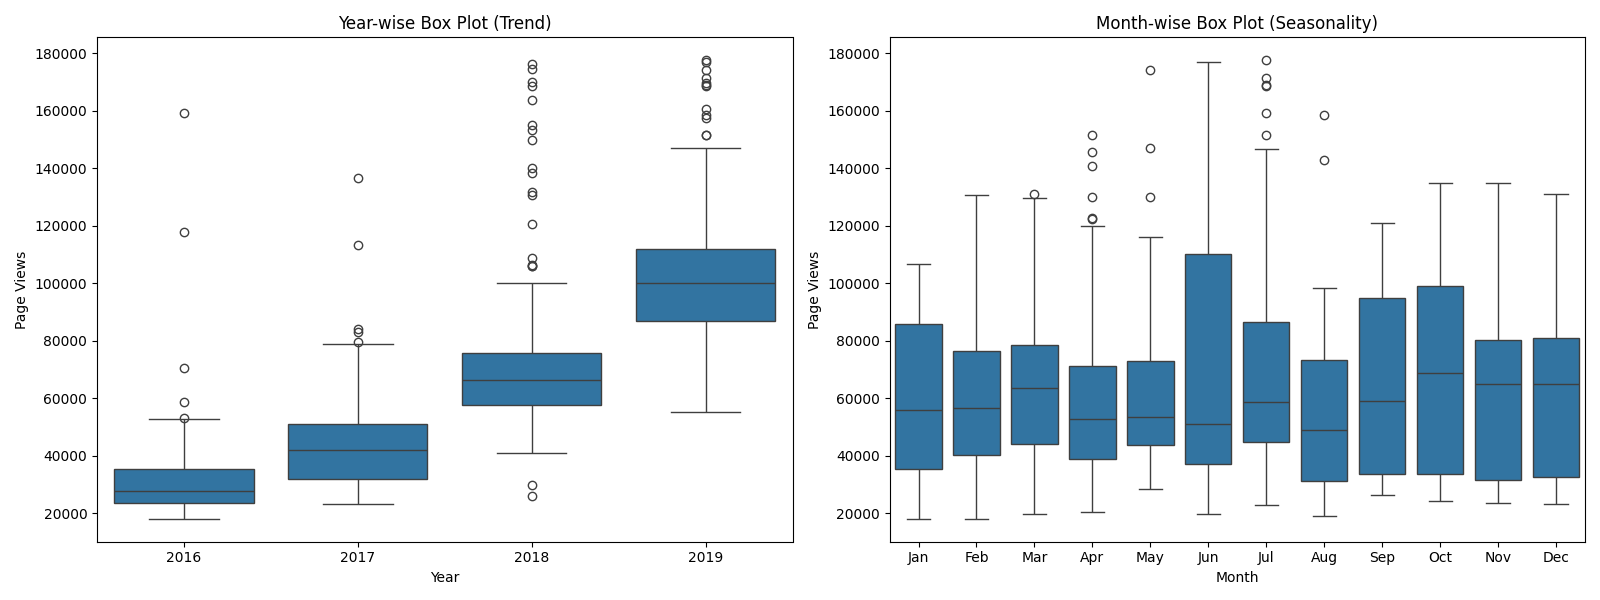 Year-wise Box Plot (Trend)
180000
160000
140000
120000
100000
80000
60000
40000
20000
Page Views
2016 2017 2018 2019
Year
Month-wise Box Plot (Seasonality)
180000
160000
140000
120000
100000
80000
60000
40000
20000
Page Views
Jan Feb Mar Apr May Jun Jul Aug Sep Oct Nov Dec
Month